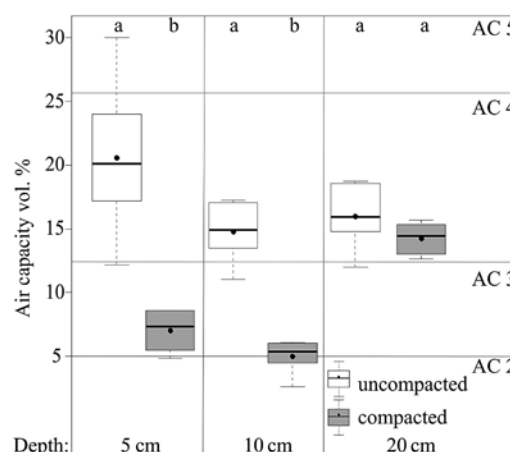 30 a b a b a a AC 5
AC 4
25
20
15
AC 3
10
5
AC 2
uncompacted
compacted
Air capacity vol. %
Depth: 5 cm 10 cm 20 cm